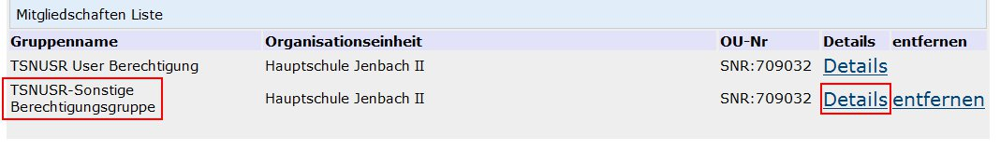 Mitgliedschaften Liste
Gruppenname Organisationseinheit OU-Nr Details entfernen
TSNUSR User Berechtigung Hauptschule Jenbach II SNR:709032 Details
TSNUSR-Sonstige
Berechtigungsgruppe Hauptschule Jenbach II SNR:709032 Details entfernen